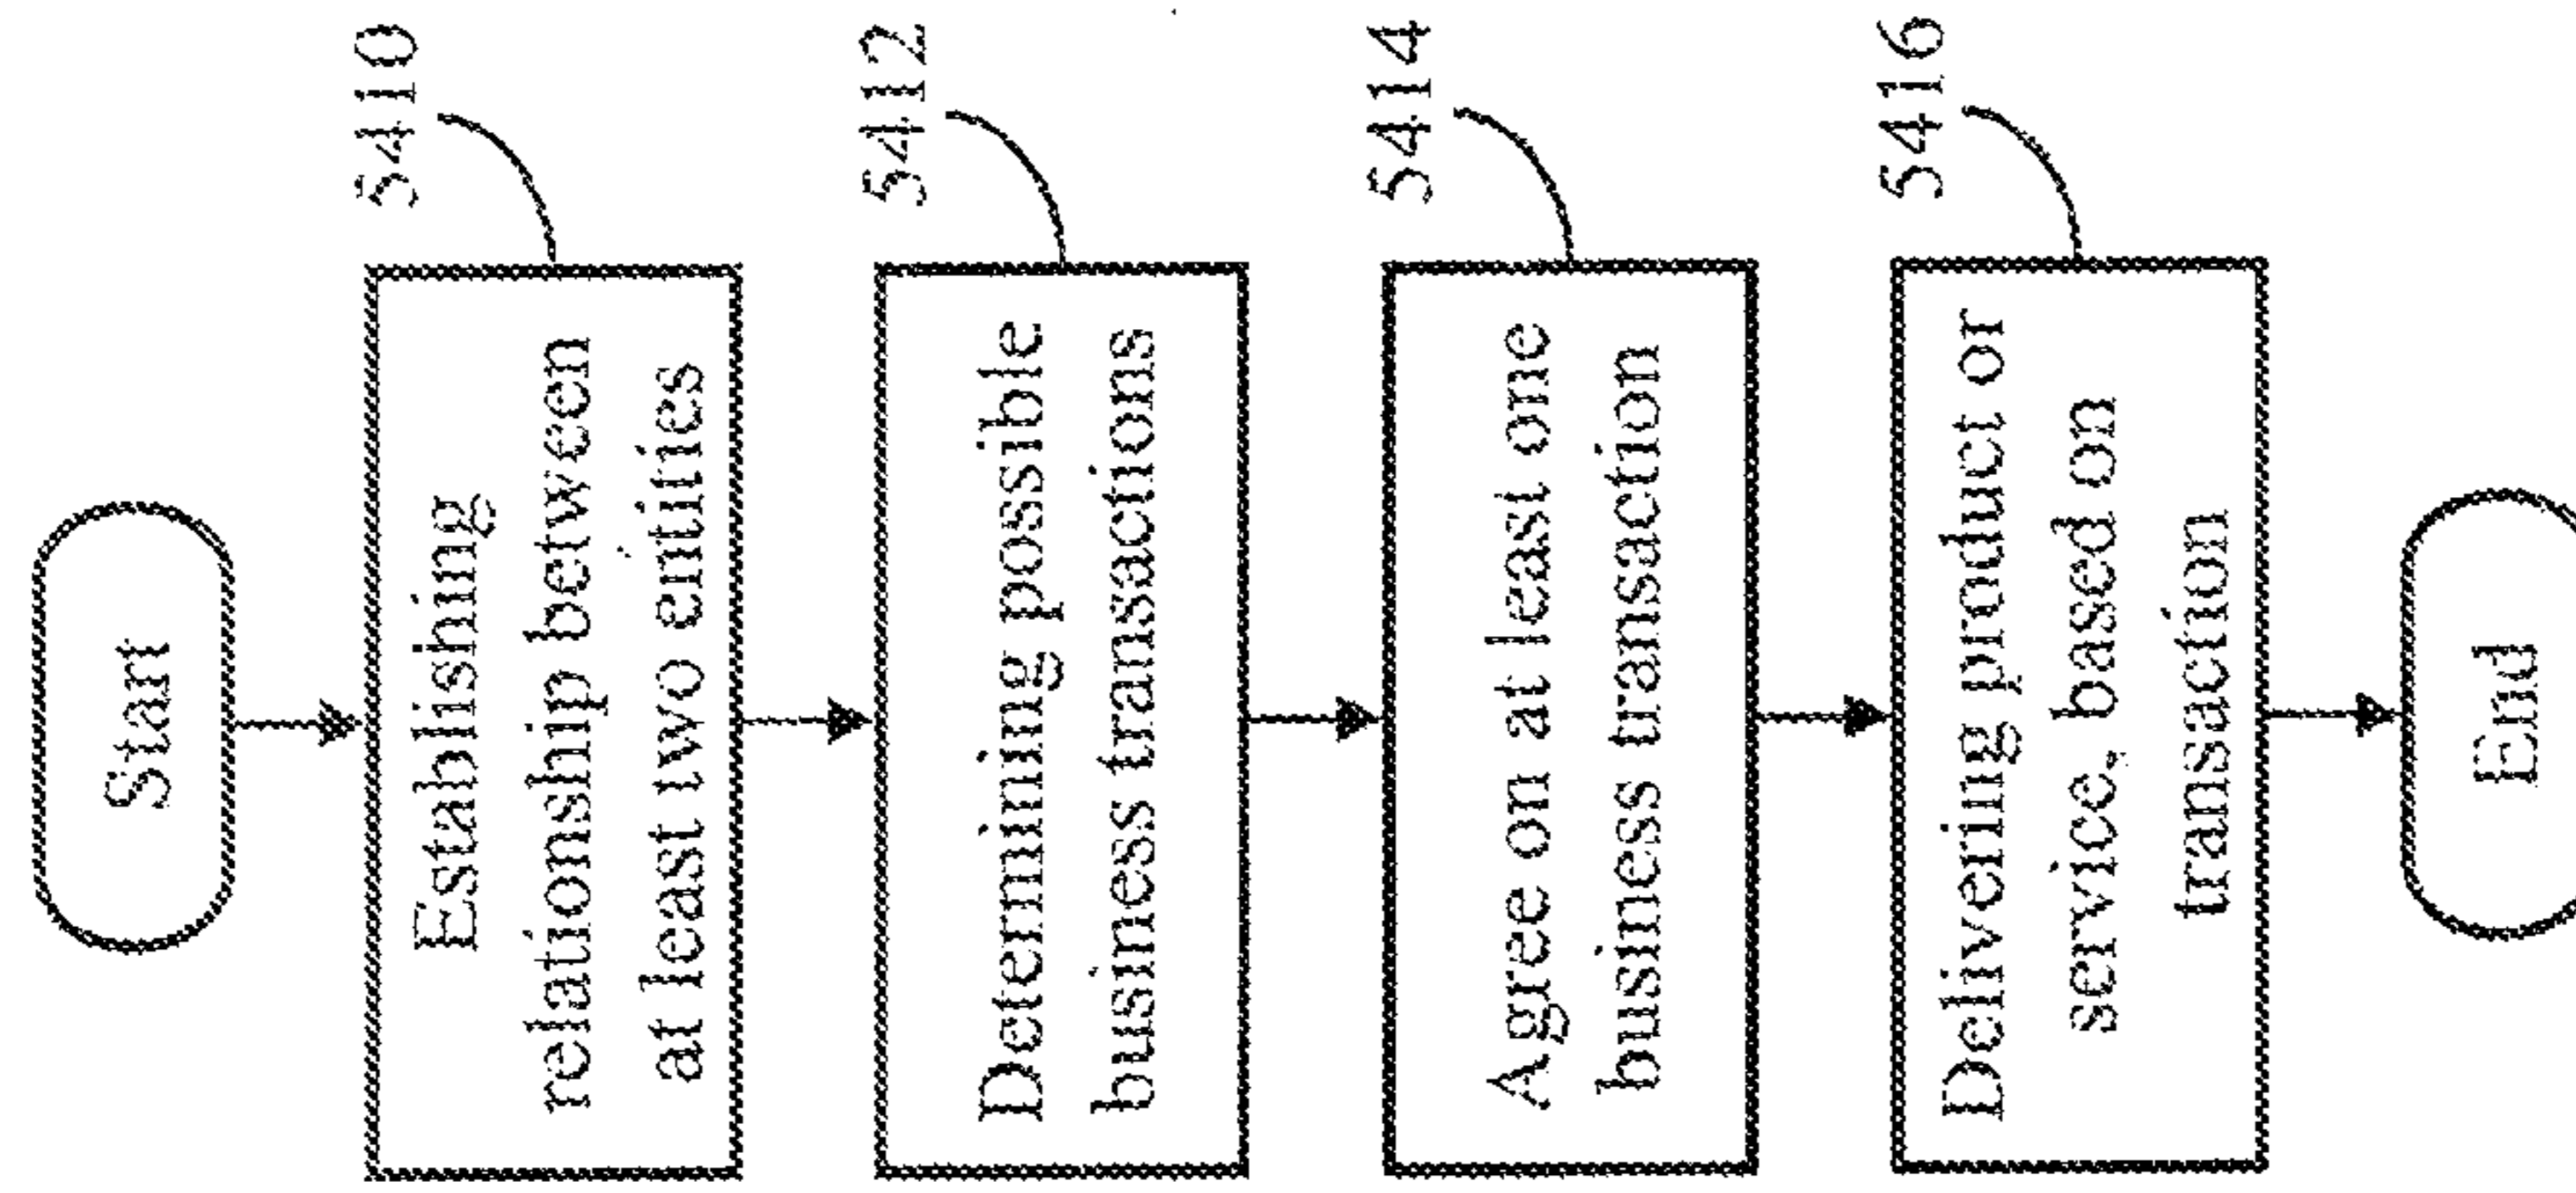 Start
5410
Establishing
relationship between
at least two entities
5412
Determining possible
business transactions
5414
Agree on at least one
business transaction
5416
Delivering product or
service, based on
transaction
End